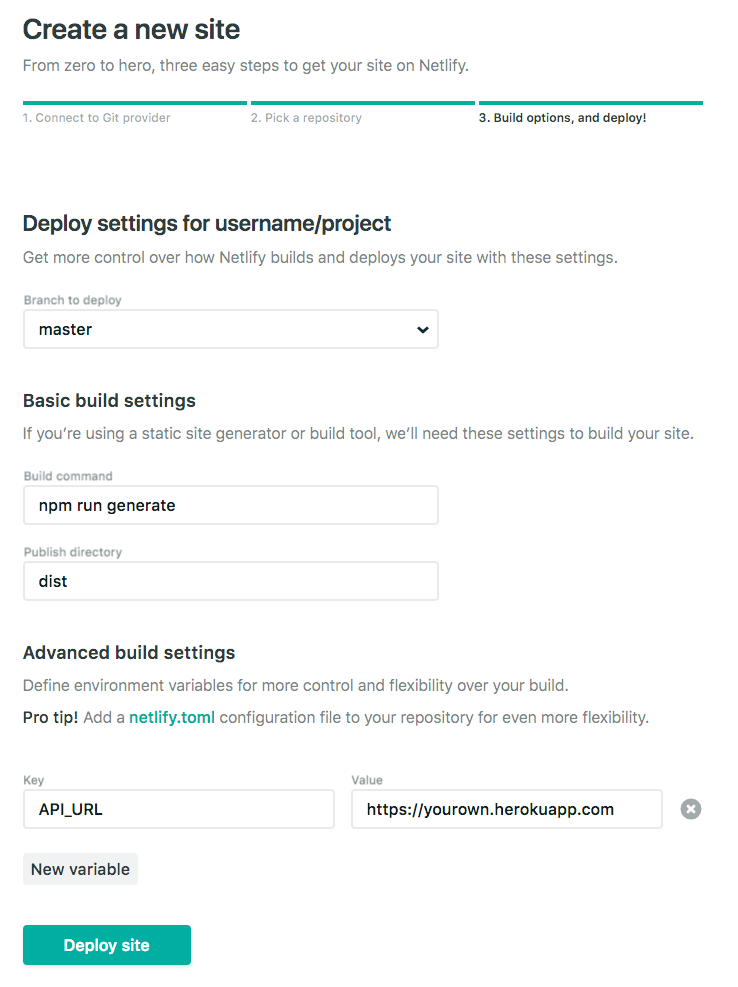 Create a new site
From zero to hero, three easy steps to get your site on Netlify.
1. Connect to Git provider
2. Pick a repository
3. Build options, and deploy!
Deploy settings for username/project
Get more control over how Netlify builds and deploys your site with these settings.
Branch to deploy
master
Basic build settings
If you’re using a static site generator or build tool, we’ll need these settings to build your site.
Build command
npm run generate
Publish directory
dist
Advanced build settings
Define environment variables for more control and flexibility over your build.
Pro tip! Add a netlify.toml configuration file to your repository for even more flexibility.
Key
Value
API_URL
https://yourown.herokuapp.com
New variable
Deploy site